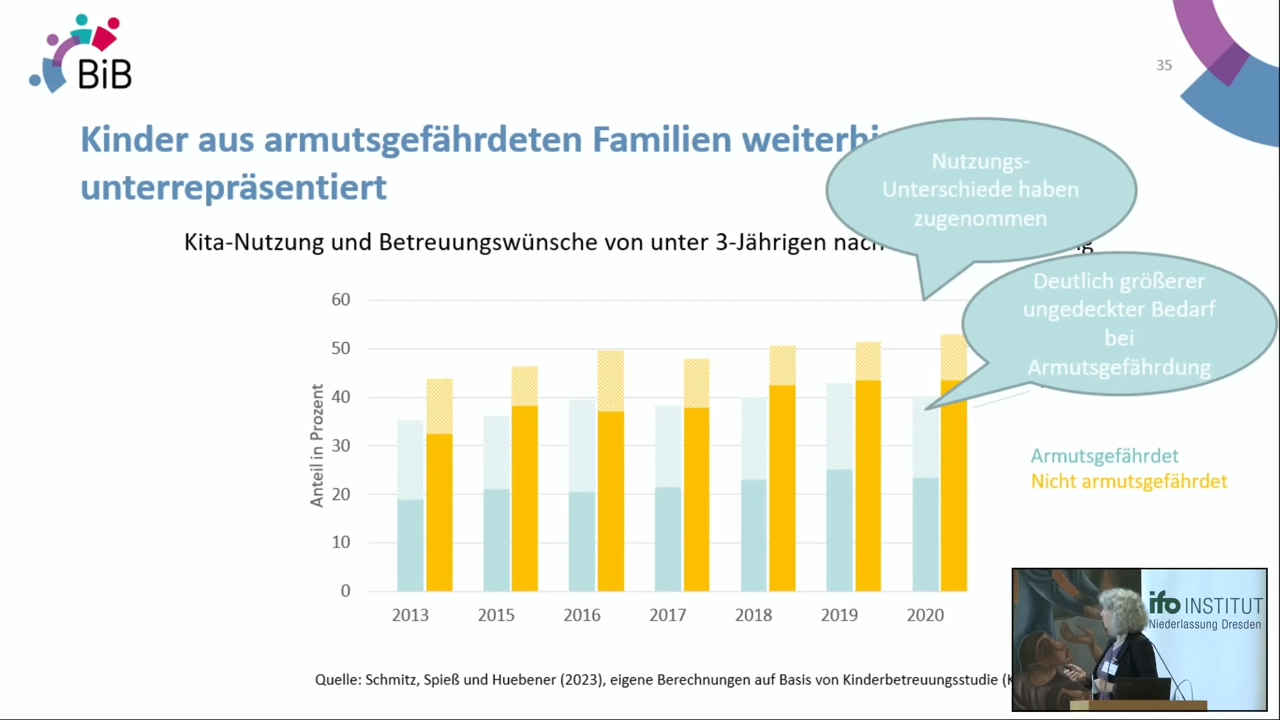 BiB
35
Kinder aus armutsgefährdeten Familien weiterhi
unterrepräsentiert
Nutzungs-
Unterschiede haben
zugenommen
Kita-Nutzung und Betreuungswünsche von unter 3-Jährigen nach
Deutlich größerer
ungedeckter Bedarf
bei
Armutsgefährdung
60
50
40
30
20
10
0
Anteil in Prozent
2013 2015 2016 2017 2018 2019 2020
Armutsgefährdet
Nicht armutsgefährdet
ifo INSTITUT
Niederlassung Dresden
Quelle: Schmitz, Spieß und Huebener (2023), eigene Berechnungen auf Basis von Kinderbetreuungsstudie (